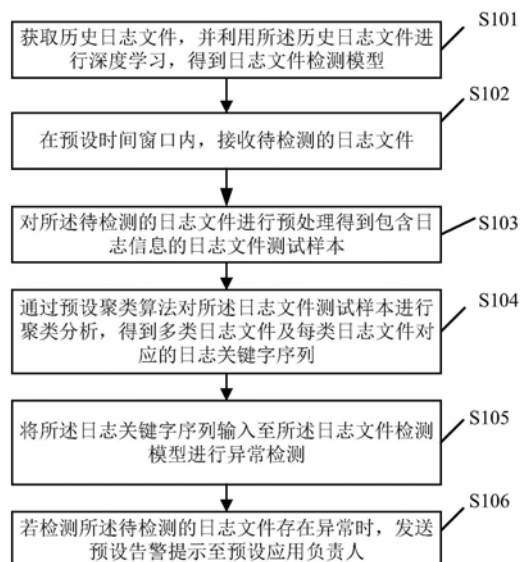 S101
获取历史日志文件，并利用所述历史日志文件进
行深度学习，得到日志文件检测模型
S102
在预设时间窗口内，接收待检测的日志文件
S103
对所述待检测的日志文件进行预处理得到包含日
志信息的日志文件测试样本
S104
通过预设聚类算法对所述日志文件测试样本进行
聚类分析，得到多类日志文件及每类日志文件对
应的日志关键字序列
S105
将所述日志关键字序列输入至所述日志文件检测
模型进行异常检测
S106
若检测所述待检测的日志文件存在异常时，发送
预设告警提示至预设应用负责人